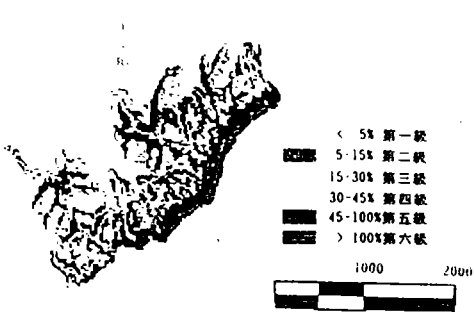 < 5% 第一級
5-15% 第二級
15-30% 第三級
30-45% 第四級
45-100% 第五級
> 100% 第六級
1000 2000